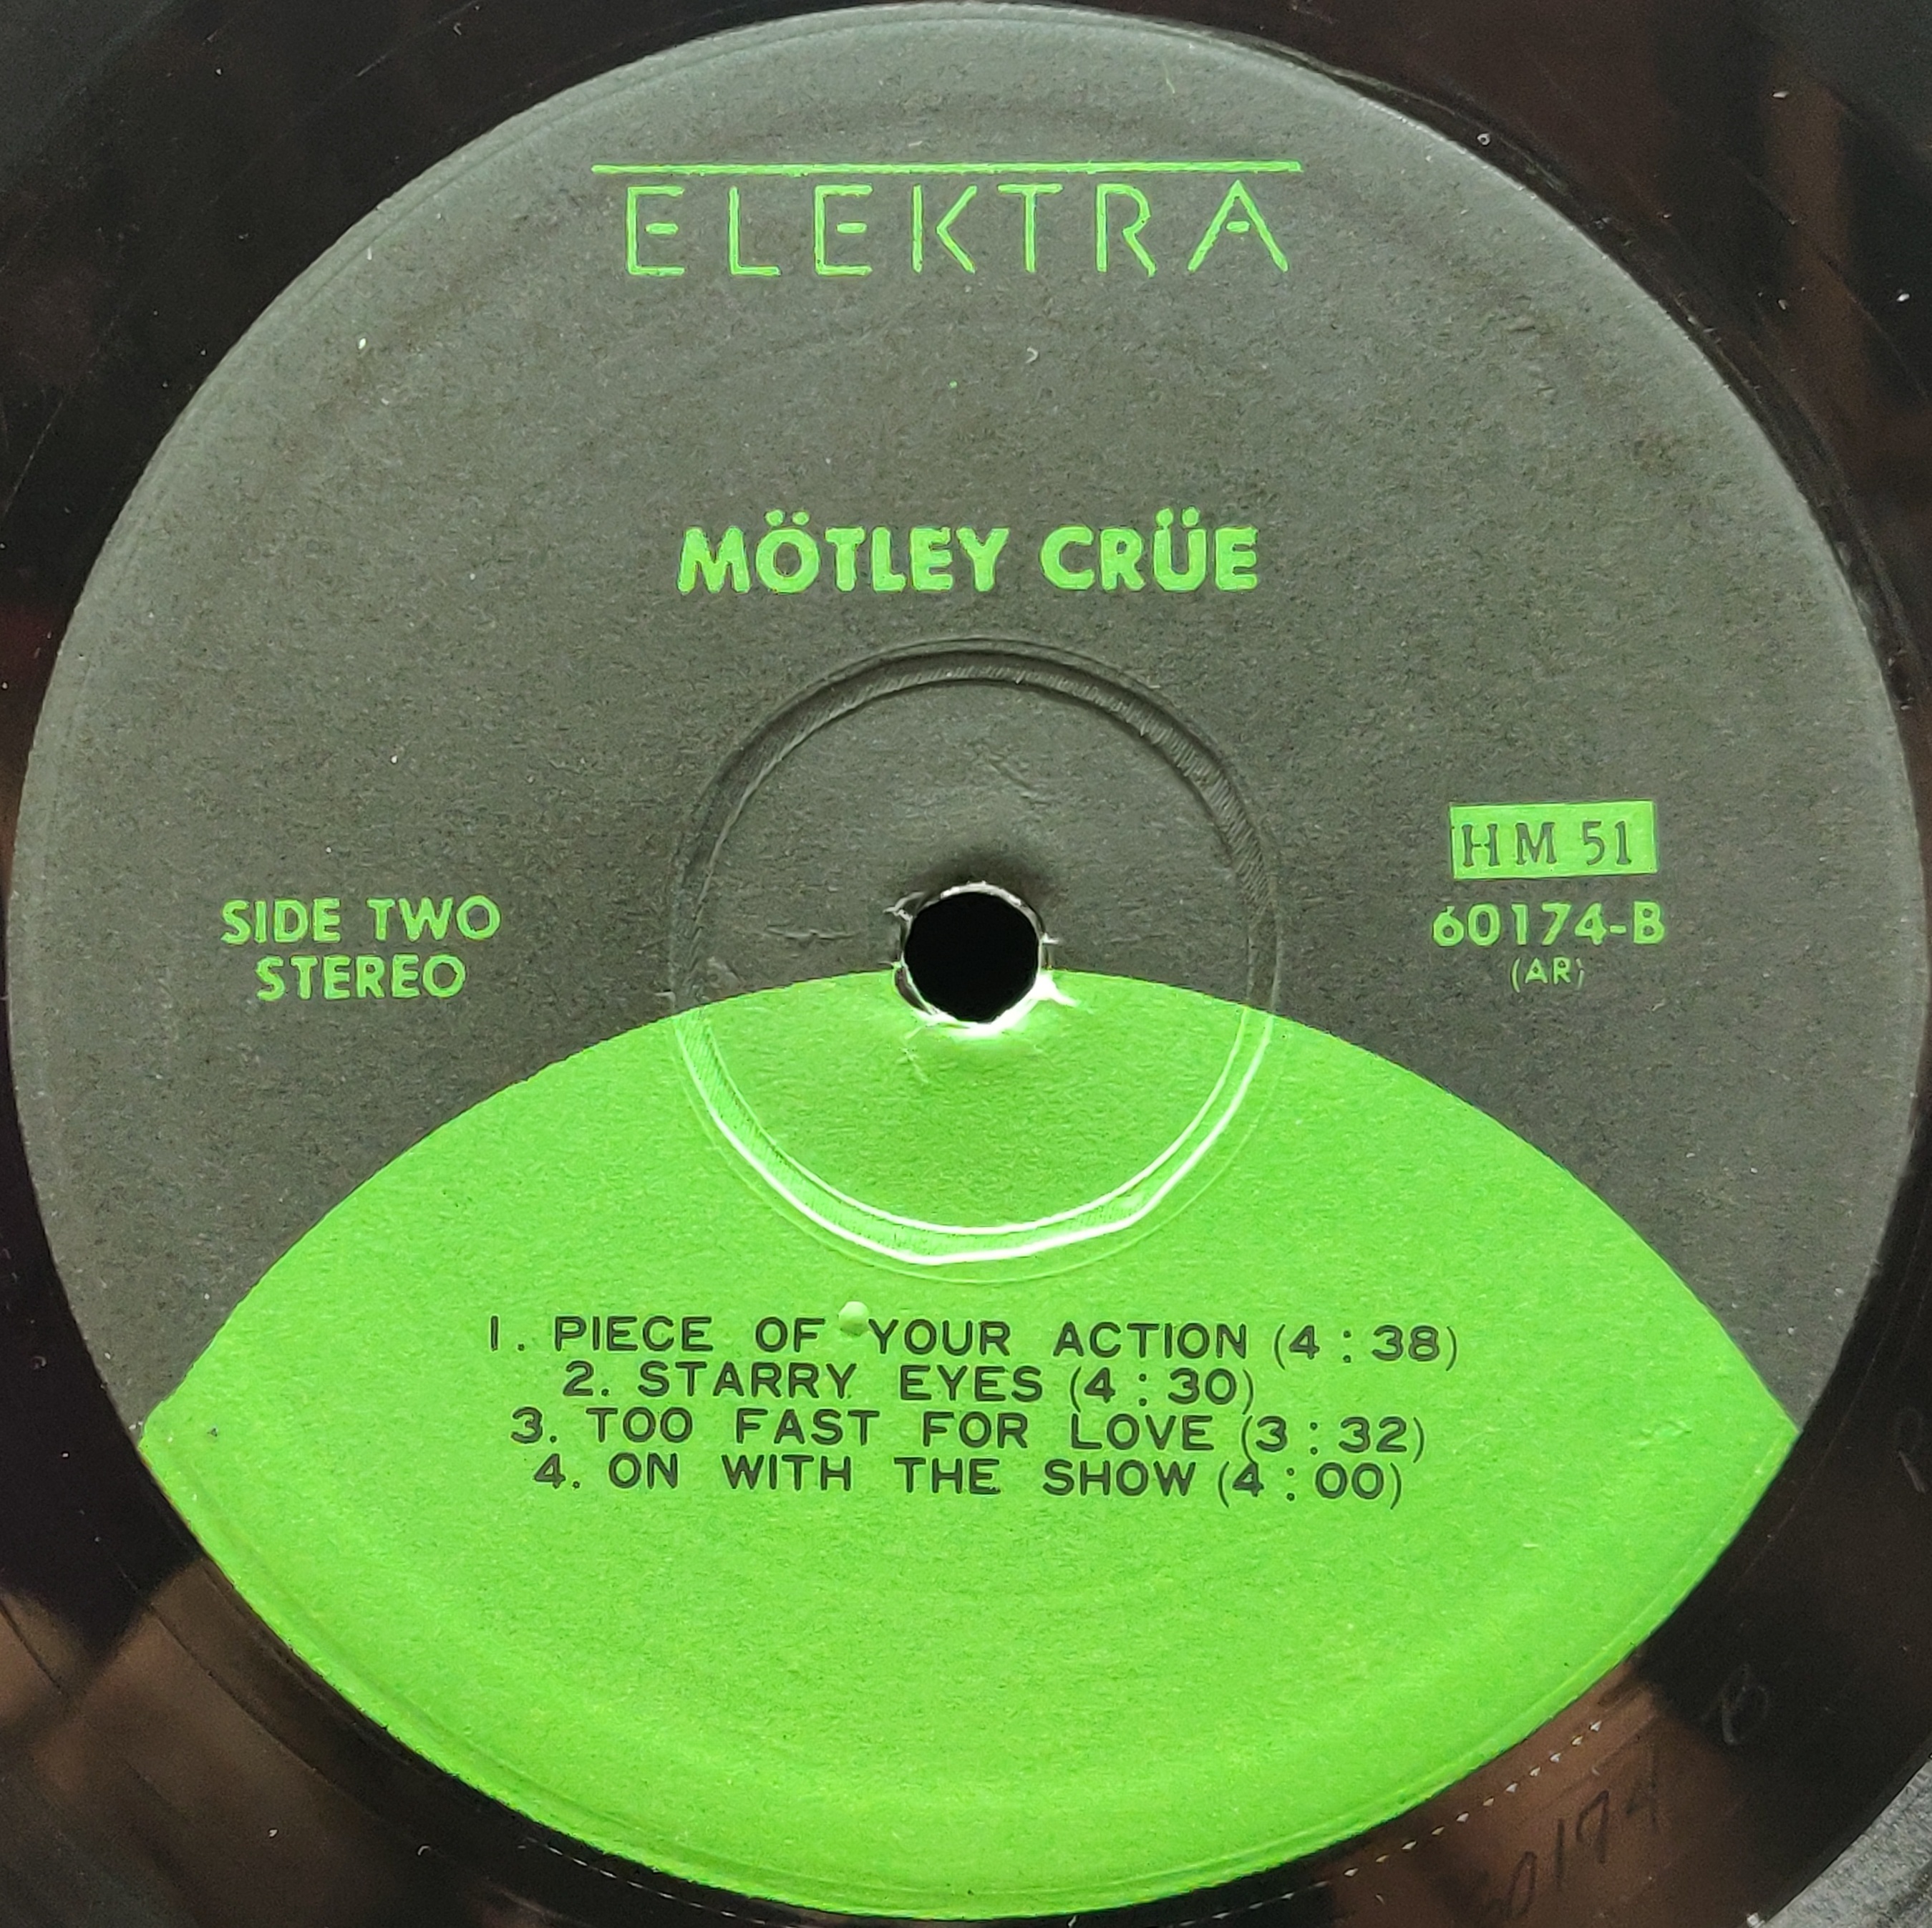 ELEKTRA
MÖTLEY CRÜE
HM 51
SIDE TWO
60174-B
STEREO
(AR)
1. PIECE OF YOUR ACTION (4:38)
2. STARRY EYES (4:30)
3. TOO FAST FOR LOVE (3:32)
4. ON WITH THE SHOW (4:00)